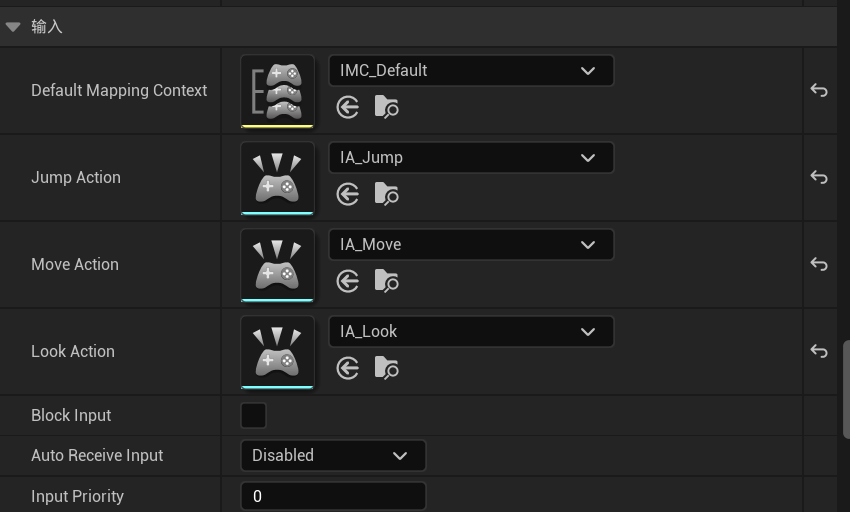 输入
Default Mapping Context
IMC_Default
Jump Action
IA_Jump
Move Action
IA_Move
Look Action
IA_Look
Block Input
Auto Receive Input
Disabled
Input Priority
0